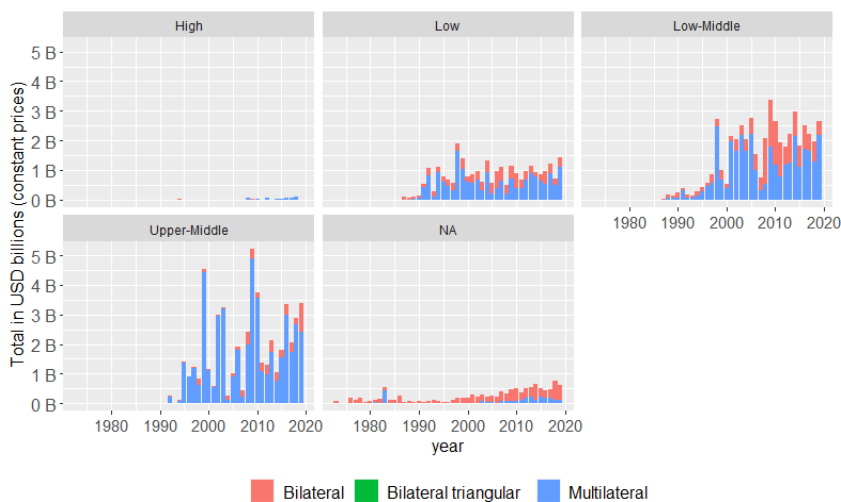 High
Low
Low-Middle
5 B
4 B
3 B
2 B
1 B
0 B
1980 1990 2000 2010 2020
Upper-Middle
NA
5 B
4 B
3 B
2 B
1 B
0 B
1980 1990 2000 2010 2020
1980 1990 2000 2010 2020
Total in USD billions (constant prices)
year
Bilateral
Bilateral triangular
Multilateral